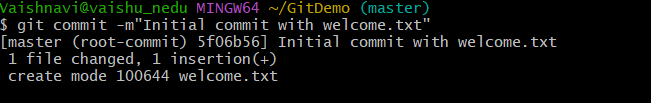 Vaishnavi@vaishu_nedu MINGW64 ~/GitDemo (master)
$ git commit -m"Initial commit with welcome.txt"
[master (root-commit) 5f06b56] Initial commit with welcome.txt
 1 file changed, 1 insertion(+)
 create mode 100644 welcome.txt